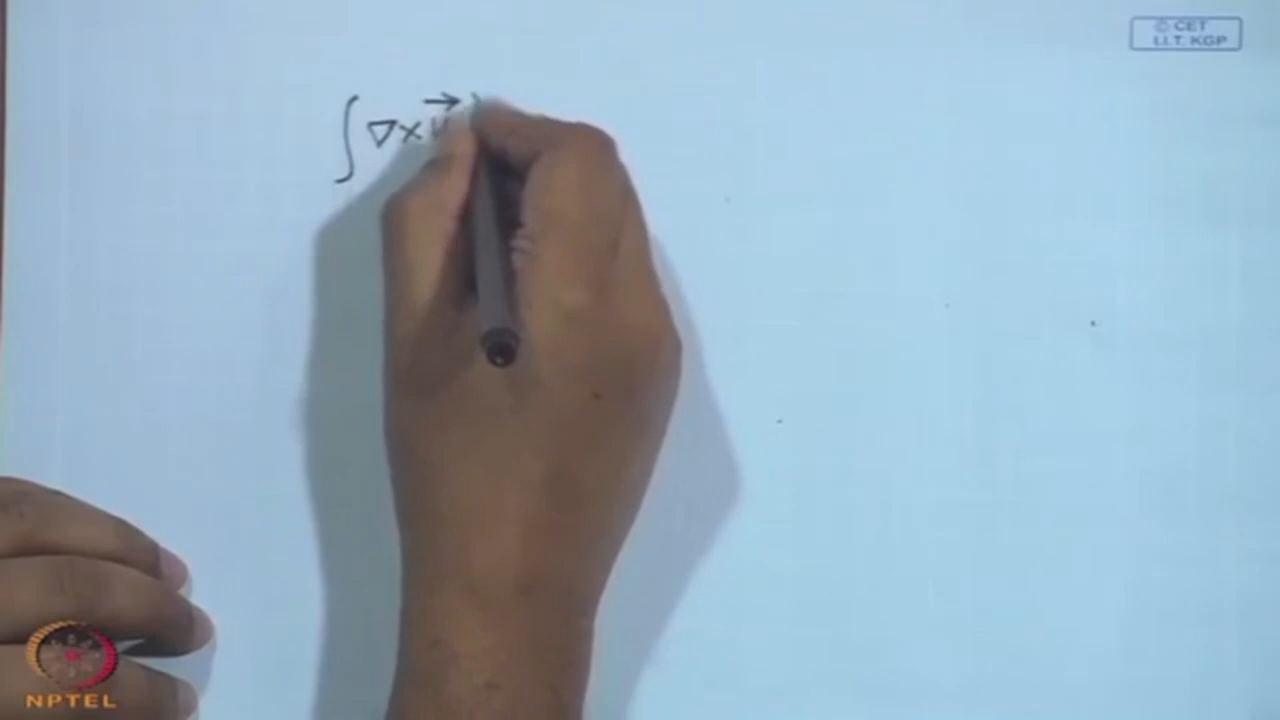 © CET
I.I.T. KGP
∫ ∇×V⃗
NPTEL